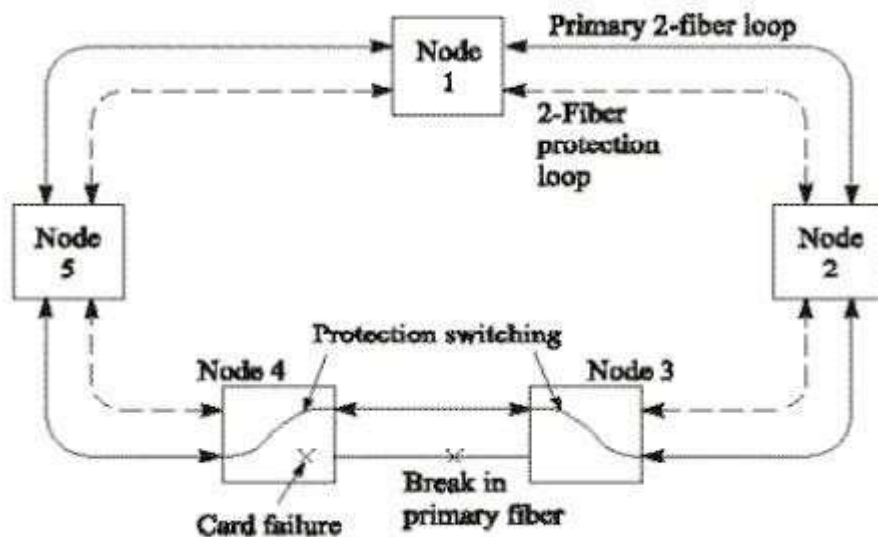 Node
1
Primary 2-fiber loop
2-Fiber
protection
loop
Node
5
Node
2
Protection switching
Node 4
Node 3
Card failure
Break in
primary fiber